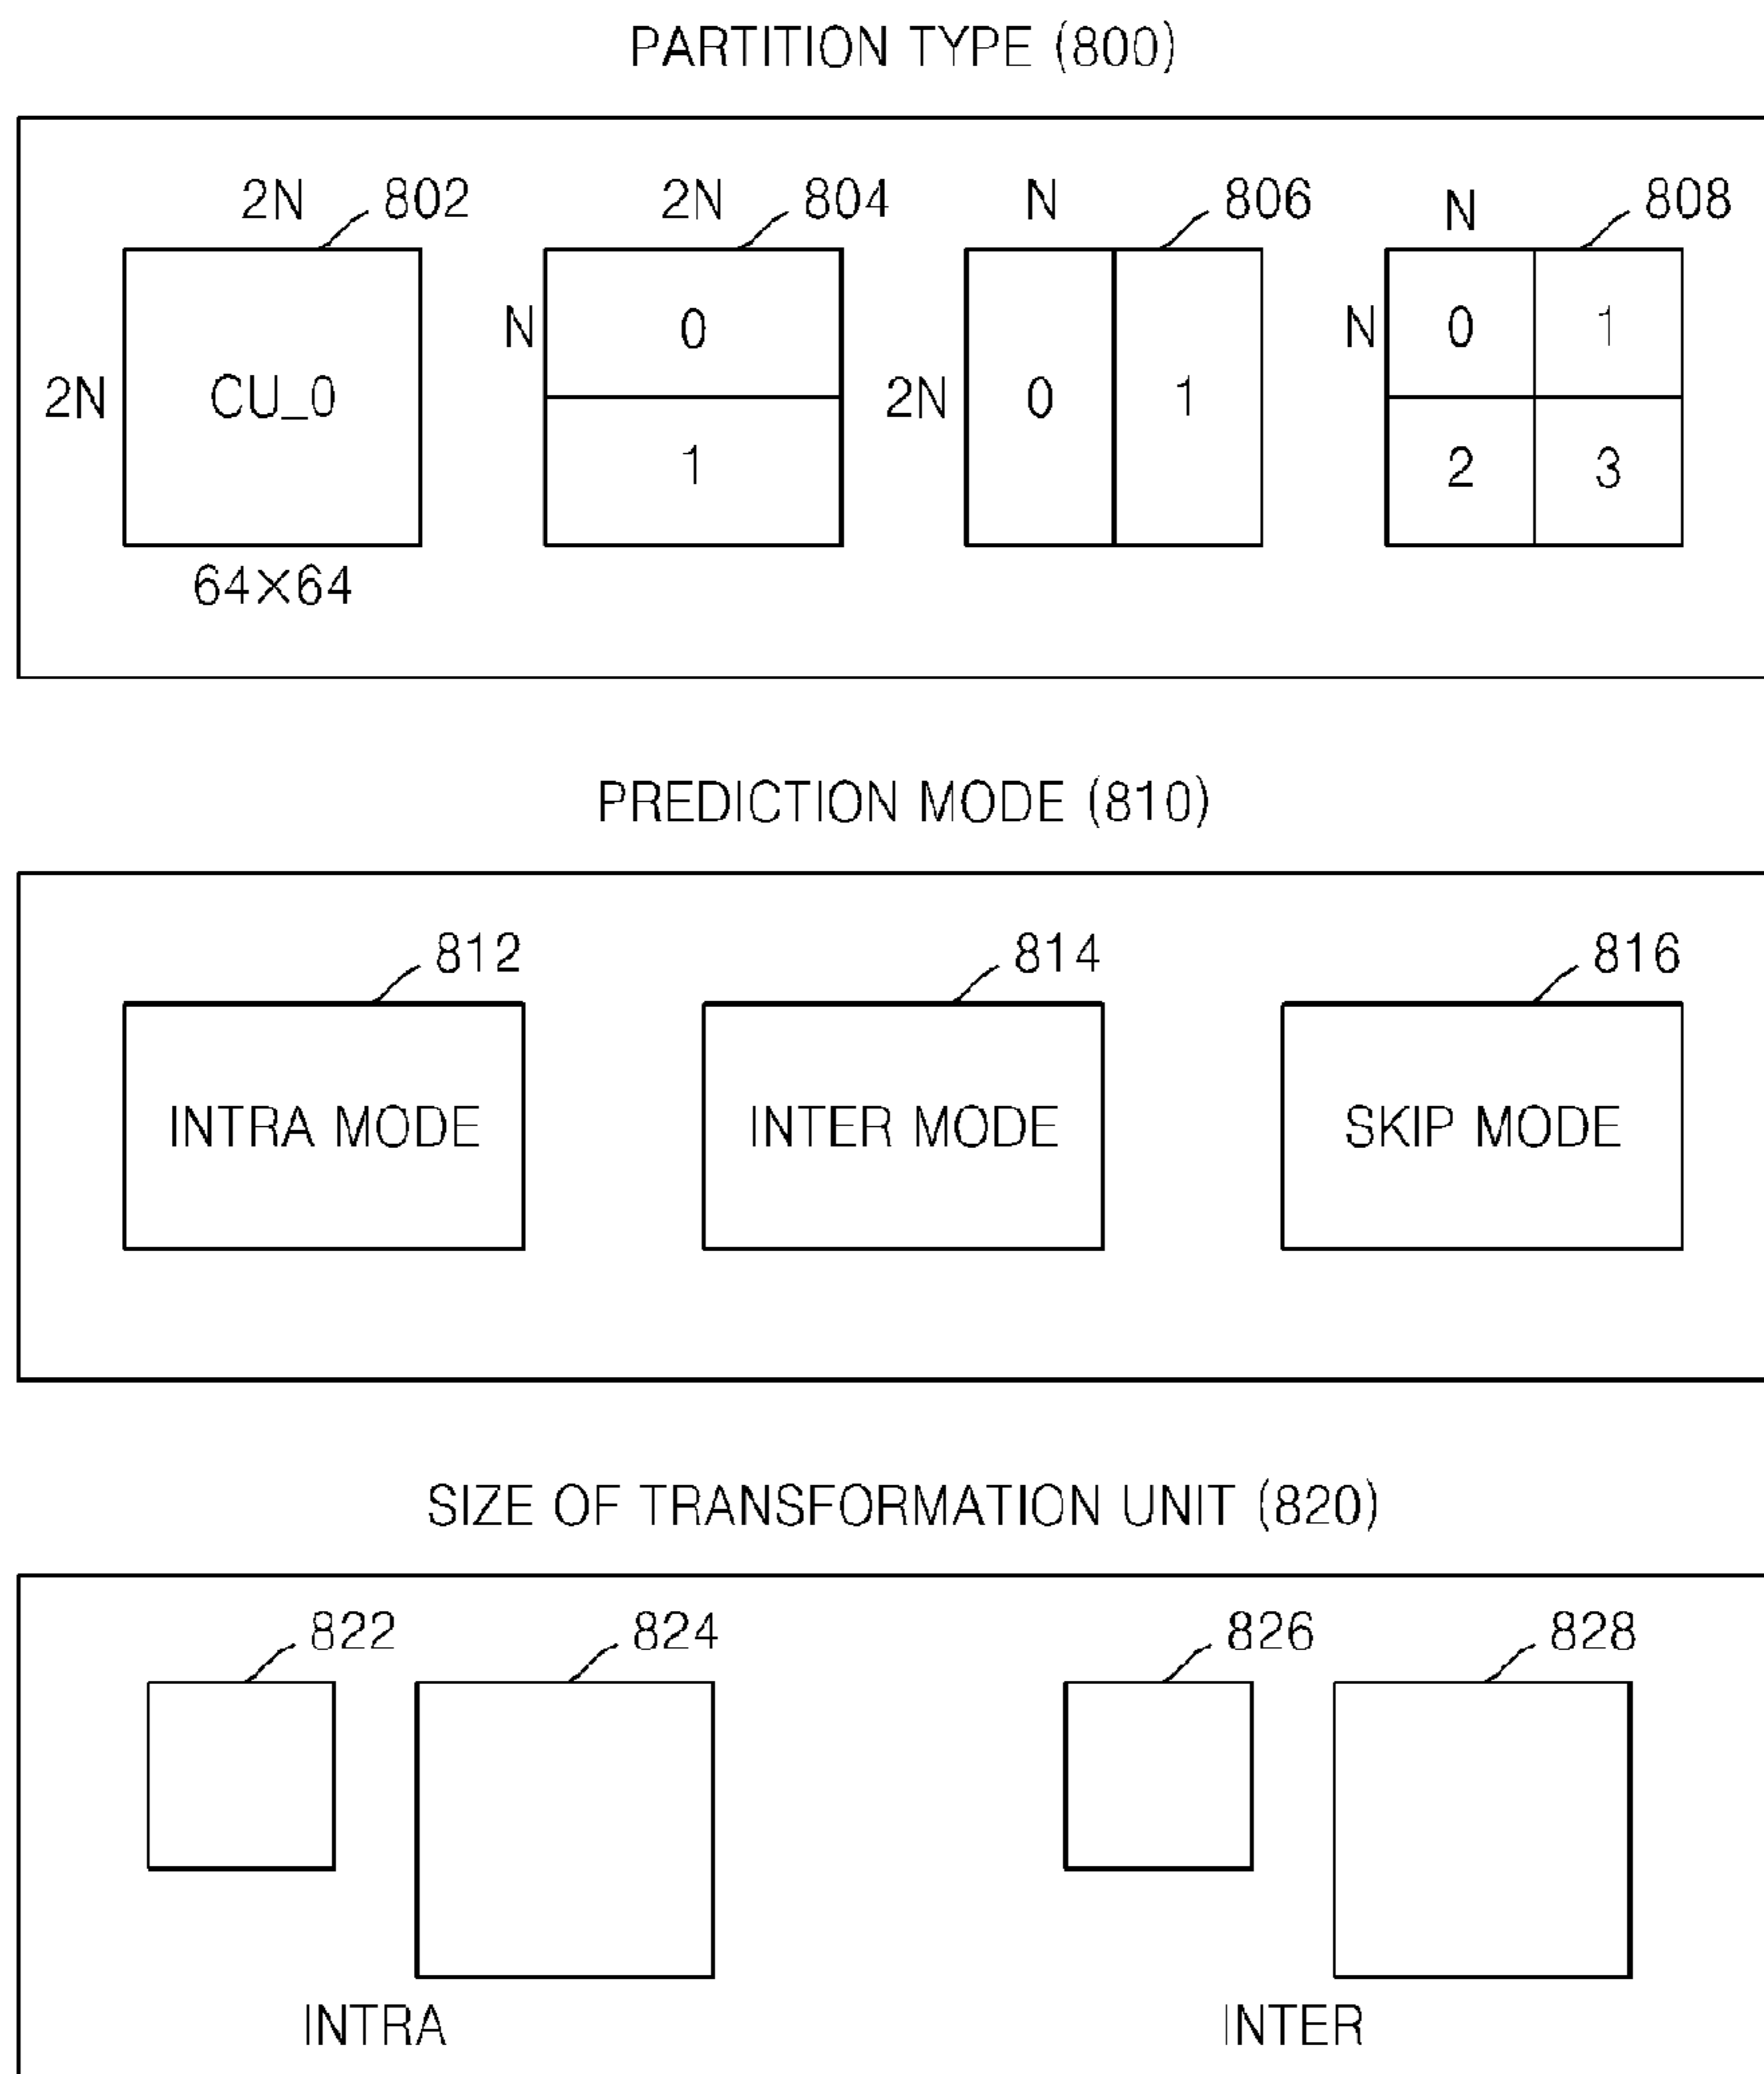 PARTITION TYPE (800)
2N 802 2N 804 N 806 N 808
N 0 N 0 1
2N CU_0 2N 0 1
1 2 3
64×64
PREDICTION MODE (810)
812 814 816
INTRA MODE INTER MODE SKIP MODE
SIZE OF TRANSFORMATION UNIT (820)
822 824 826 828
INTRA INTER